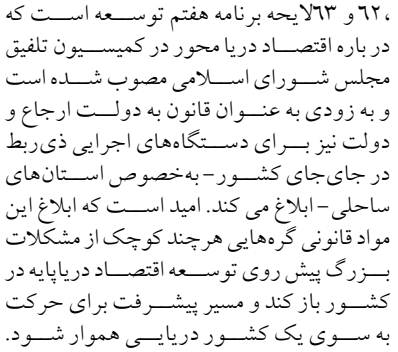 ،۶۲ و ۶۳لایحه برنامه هفتم توسعه است که
در باره اقتصاد دریا محور در کمیسیون تلفیق
مجلس شورای اسلامی مصوب شده است
و به زودی به عنوان قانون به دولت ارجاع و
دولت نیز برای دستگاه‌های اجرایی ذی‌ربط
در جای‌جای کشور – به‌خصوص استان‌های
ساحلی – ابلاغ می کند. امید است که ابلاغ این
مواد قانونی گره‌هایی هرچند کوچک از مشکلات
بزرگ پیش روی توسعه اقتصاد دریاپایه در
کشور باز کند و مسیر پیشرفت برای حرکت
به سوی یک کشور دریایی هموار شود.